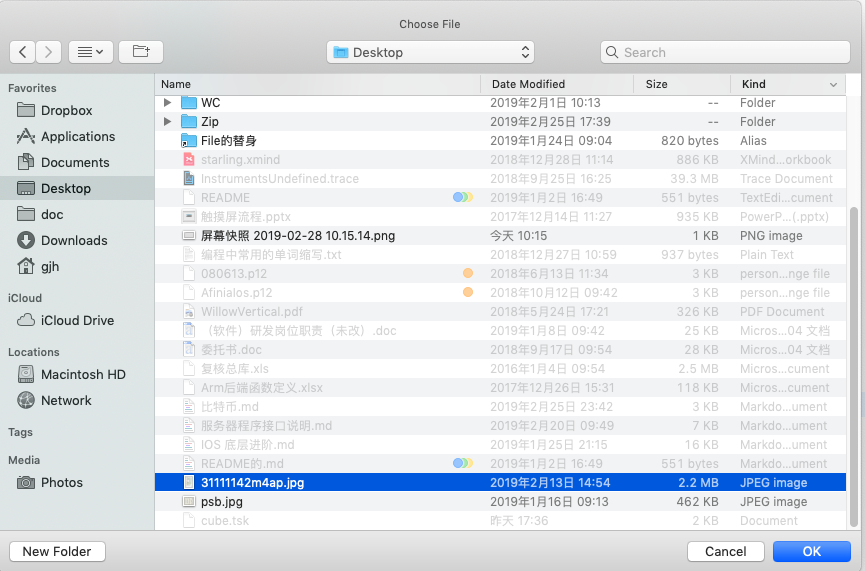 Choose File
Desktop
Search
Favorites
Dropbox
Applications
Documents
Desktop
doc
Downloads
gjh
iCloud
iCloud Drive
Locations
Macintosh HD
Network
Tags
Media
Photos
Name Date Modified Size Kind
WC 2019年2月1日 10:13 -- Folder
Zip 2019年2月25日 17:39 -- Folder
File的替身 2019年1月24日 09:04 820 bytes Alias
starling.xmind 2018年12月28日 11:14 886 KB XMind...orkbook
InstrumentsUndefined.trace 2018年9月25日 16:25 39.3 MB Trace Document
README 2019年1月2日 16:49 551 bytes TextEdi...cument
触摸屏流程.pptx 2017年12月14日 11:27 935 KB PowerP...(.pptx)
屏幕快照 2019-02-28 10.15.14.png 今天 10:15 1 KB PNG image
编程中常用的单词缩写.txt 2018年12月27日 10:59 937 bytes Plain Text
080613.p12 2018年6月13日 11:34 3 KB person...nge file
Afinialos.p12 2018年10月12日 09:42 3 KB person...nge file
WillowVertical.pdf 2018年5月24日 17:21 326 KB PDF Document
（软件）研发岗位职责（未改）.doc 2019年1月8日 09:42 25 KB Micros...04 文档
委托书.doc 2018年9月17日 09:54 28 KB Micros...04 文档
复核总库.xls 2016年1月4日 09:54 2.5 MB Micros...cument
Arm后端函数定义.xlsx 2017年12月26日 15:31 118 KB Micros...cument
比特币.md 2019年2月25日 23:42 3 KB Markdo...ument
服务器程序接口说明.md 2019年2月20日 09:49 7 KB Markdo...ument
IOS 底层进阶.md 2019年1月25日 21:15 16 KB Markdo...ument
README的.md 2019年1月2日 16:49 551 bytes Markdo...ument
31111142m4ap.jpg 2019年2月13日 14:54 2.2 MB JPEG image
psb.jpg 2019年1月16日 09:13 462 KB JPEG image
cube.tsk 昨天 17:36 2 KB Document
New Folder Cancel OK